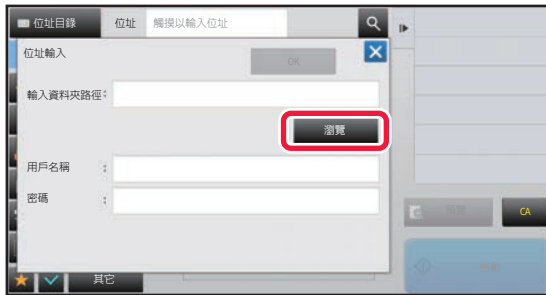 位址目錄 位址 觸摸以輸入位址
位址輸入 OK
輸入資料夾路徑:
瀏覽
用戶名稱 :
密碼 :
CA
其它